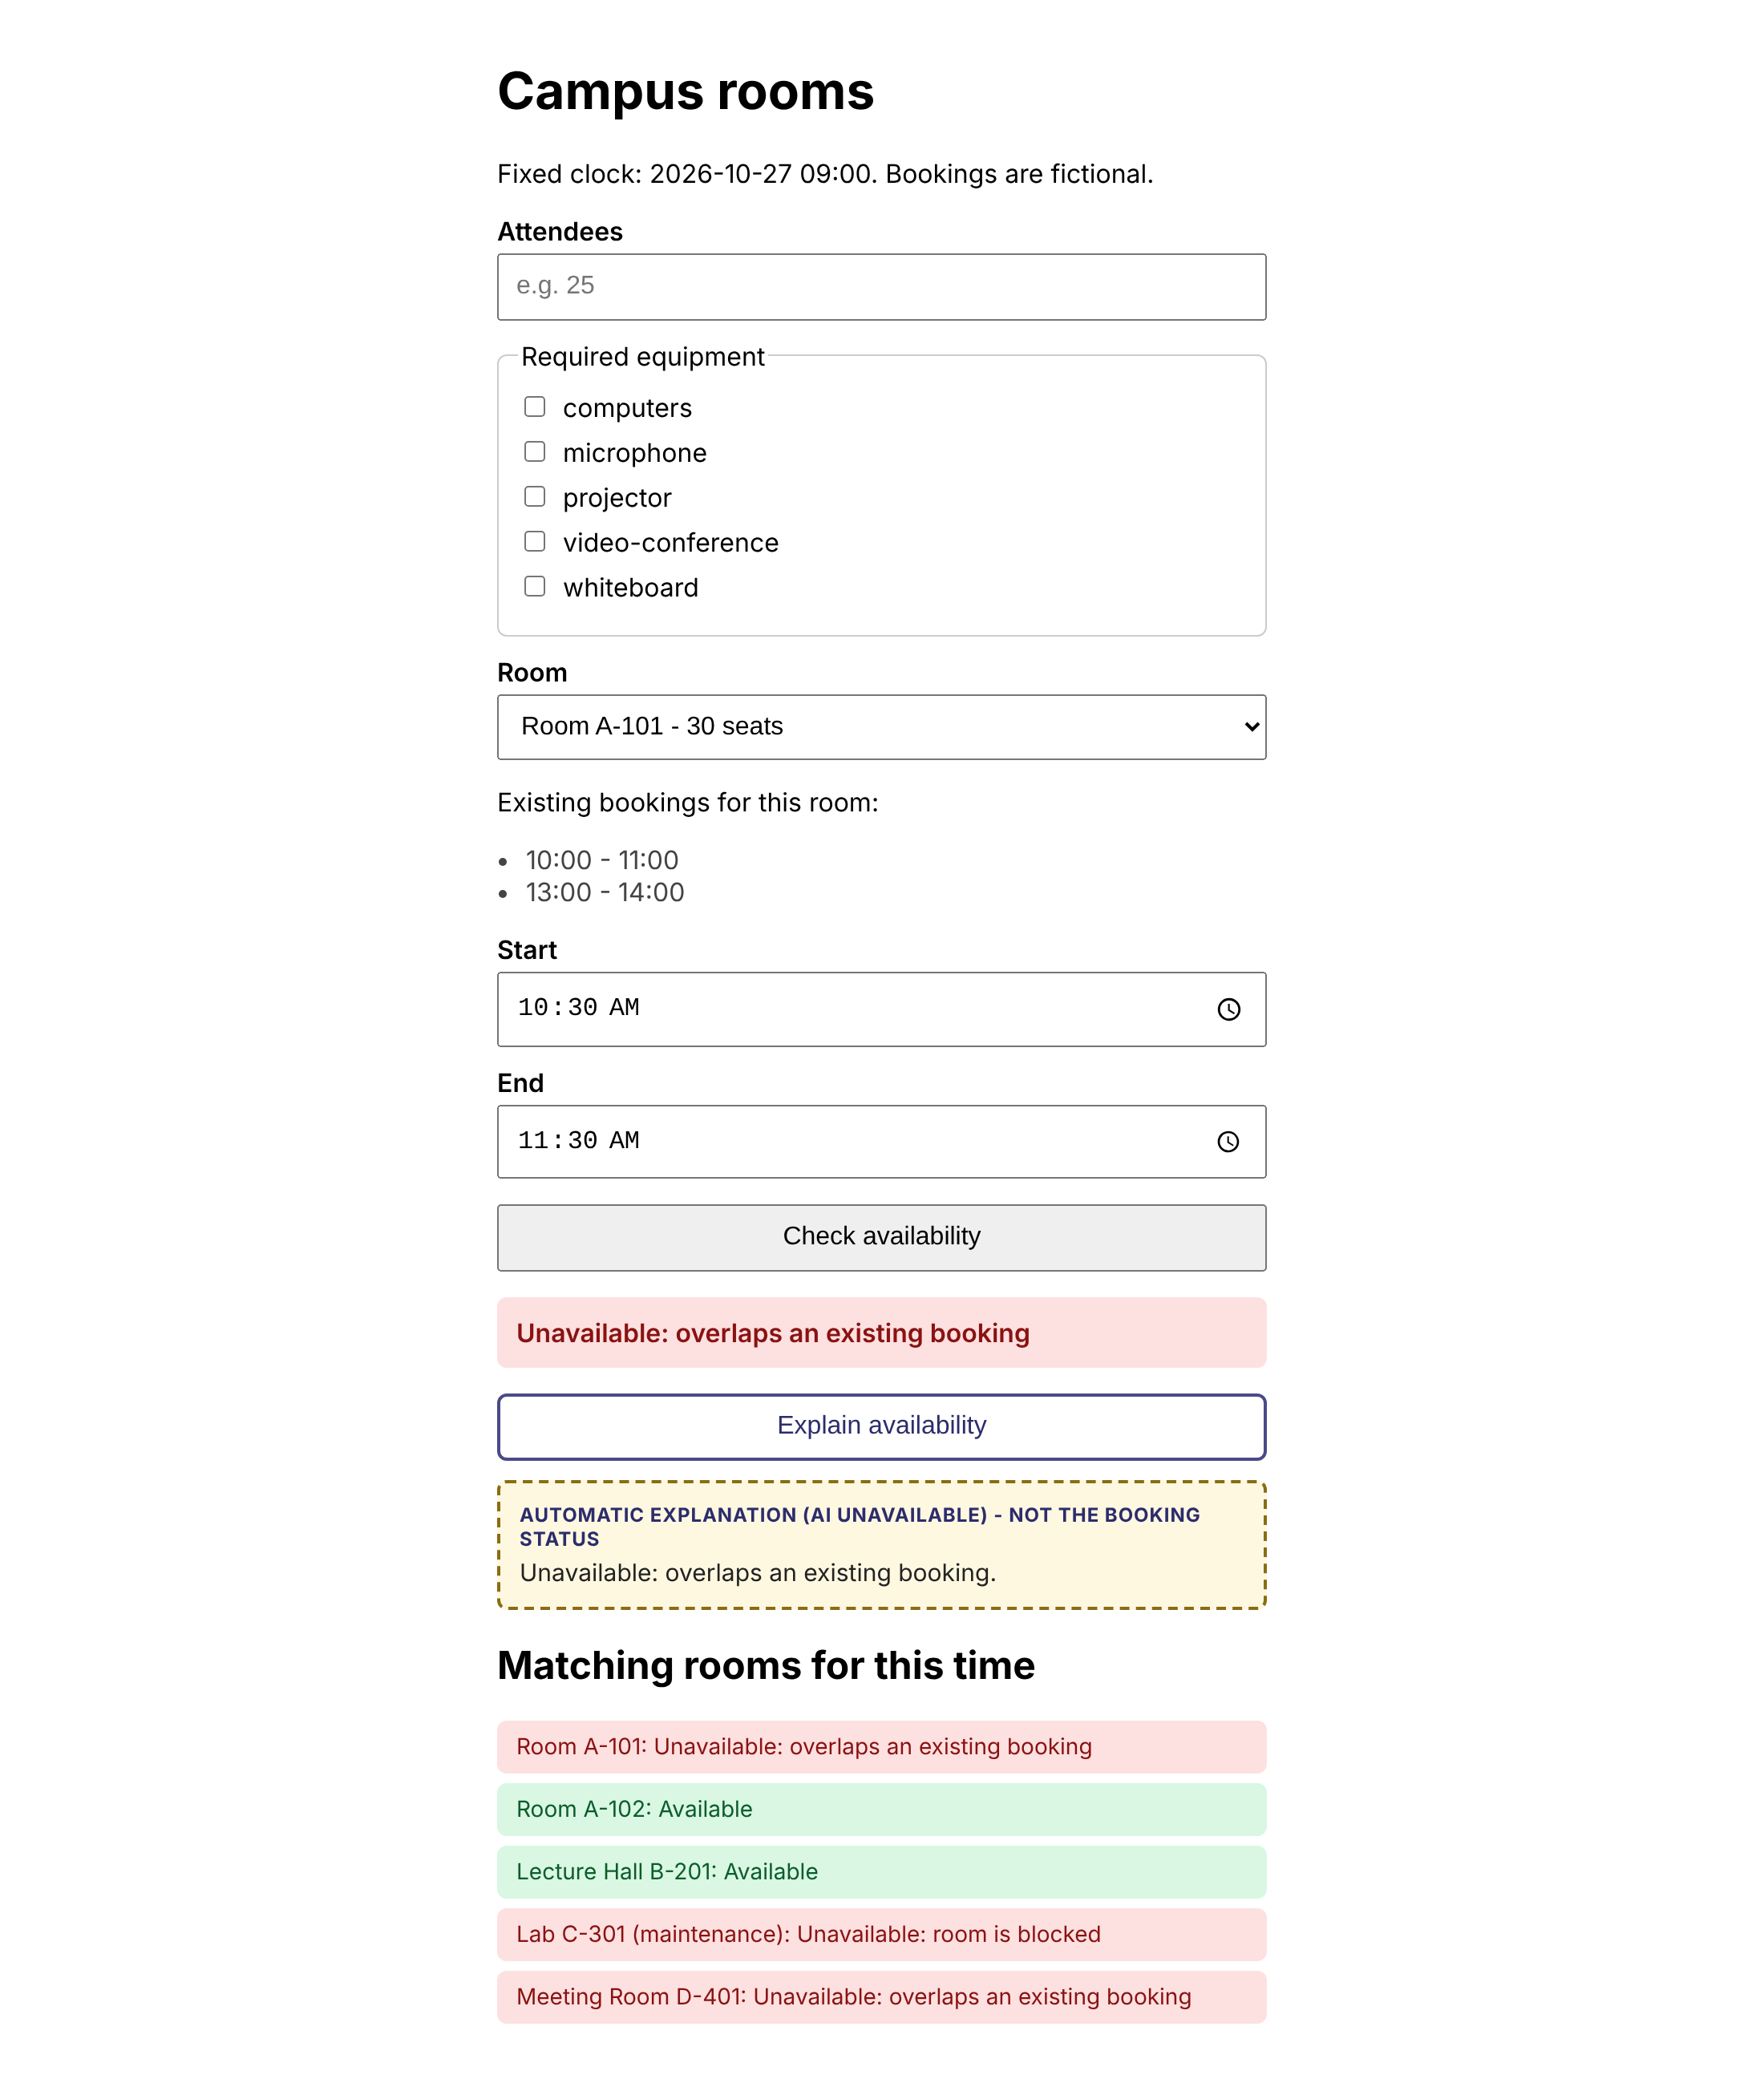 Campus rooms
Fixed clock: 2026-10-27 09:00. Bookings are fictional.
Attendees
e.g. 25
Required equipment
computers
microphone
projector
video-conference
whiteboard
Room
Room A-101 - 30 seats
Existing bookings for this room:
• 10:00 - 11:00
• 13:00 - 14:00
Start
10:30 AM
End
11:30 AM
Check availability
Unavailable: overlaps an existing booking
Explain availability
AUTOMATIC EXPLANATION (AI UNAVAILABLE) - NOT THE BOOKING
STATUS
Unavailable: overlaps an existing booking.
Matching rooms for this time
Room A-101: Unavailable: overlaps an existing booking
Room A-102: Available
Lecture Hall B-201: Available
Lab C-301 (maintenance): Unavailable: room is blocked
Meeting Room D-401: Unavailable: overlaps an existing booking